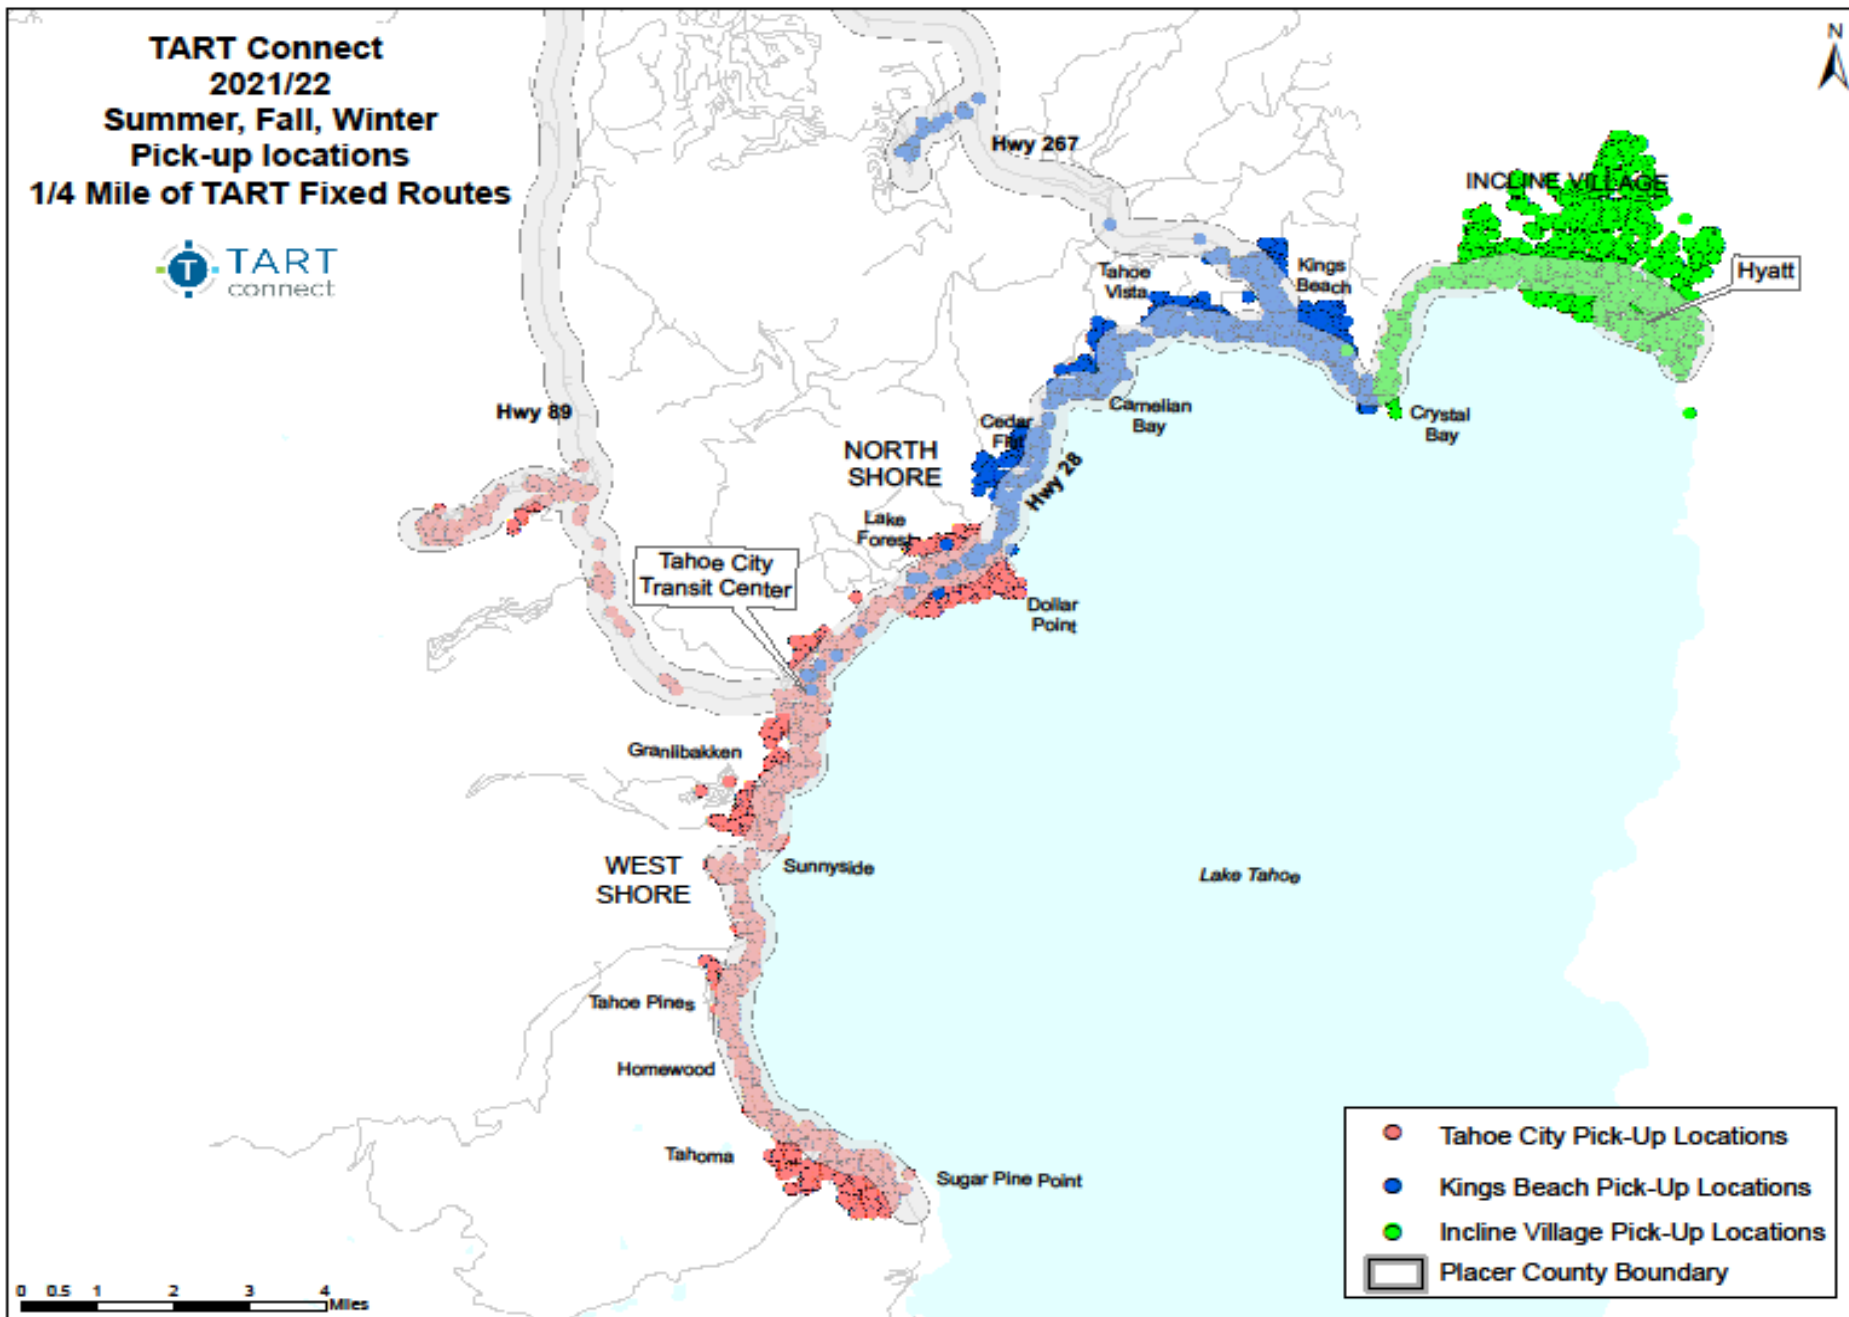 TART Connect
2021/22
Summer, Fall, Winter
Pick-up locations
1/4 Mile of TART Fixed Routes
T TART
connect
N
Hwy 267
INCLINE VILLAGE
Hyatt
Tahoe
Vista
Kings
Beach
Hwy 89
Carnelian
Bay
Crystal
Bay
Cedar
Flat
NORTH
SHORE
Hwy 28
Lake
Forest
Tahoe City
Transit Center
Dollar
Point
Granlibakken
WEST
SHORE
Sunnyside
Lake Tahoe
Tahoe Pines
Homewood
Tahoma
Sugar Pine Point
Tahoe City Pick-Up Locations
Kings Beach Pick-Up Locations
Incline Village Pick-Up Locations
Placer County Boundary
0 0.5 1 2 3 4
Miles